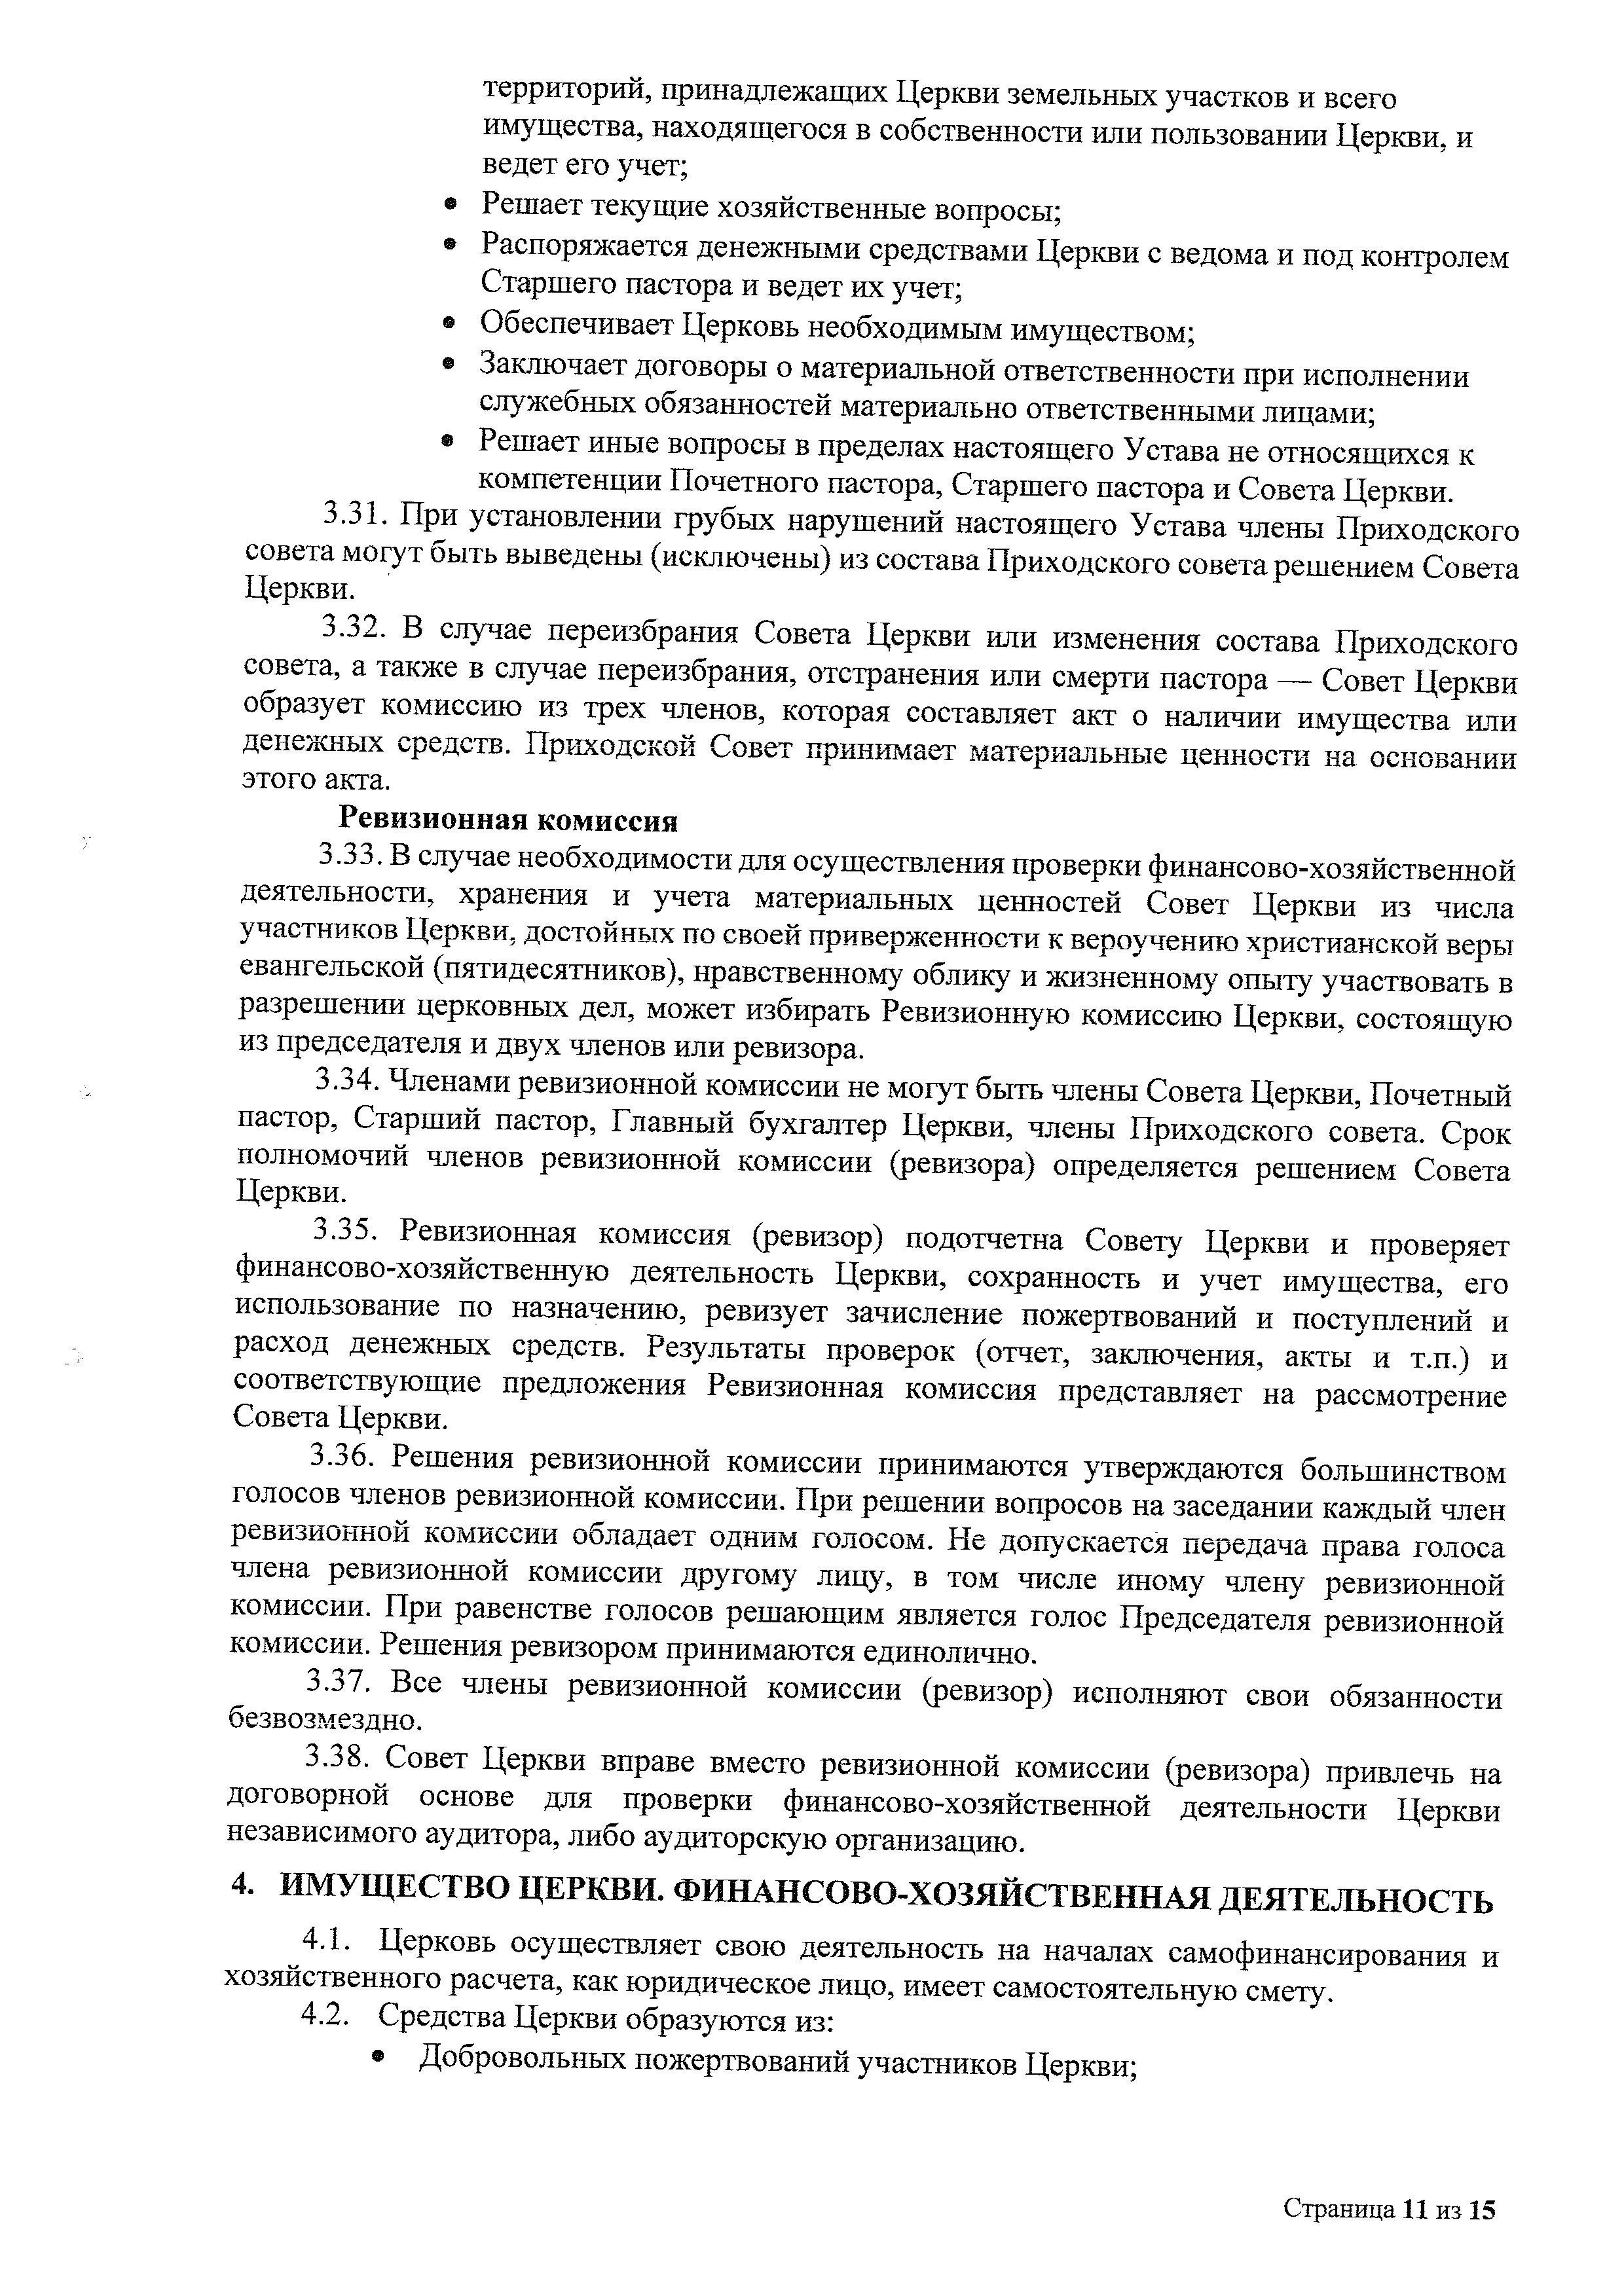 территорий, принадлежащих Церкви земельных участков и всего
имущества, находящегося в собственности или пользовании Церкви, и
ведет его учет;
• Решает текущие хозяйственные вопросы;
• Распоряжается денежными средствами Церкви с ведома и под контролем
Старшего пастора и ведет их учет;
• Обеспечивает Церковь необходимым имуществом;
• Заключает договоры о материальной ответственности при исполнении
служебных обязанностей материально ответственными лицами;
• Решает иные вопросы в пределах настоящего Устава не относящихся к
компетенции Почетного пастора, Старшего пастора и Совета Церкви.
3.31. При установлении грубых нарушений настоящего Устава члены Приходского
совета могут быть выведены (исключены) из состава Приходского совета решением Совета
Церкви.
3.32. В случае переизбрания Совета Церкви или изменения состава Приходского
совета, а также в случае переизбрания, отстранения или смерти пастора — Совет Церкви
образует комиссию из трех членов, которая составляет акт о наличии имущества или
денежных средств. Приходской Совет принимает материальные ценности на основании
этого акта.
Ревизионная комиссия
3.33. В случае необходимости для осуществления проверки финансово-хозяйственной
деятельности, хранения и учета материальных ценностей Совет Церкви из числа
участников Церкви, достойных по своей приверженности к вероучению христианской веры
евангельской (пятидесятников), нравственному облику и жизненному опыту участвовать в
разрешении церковных дел, может избирать Ревизионную комиссию Церкви, состоящую
из председателя и двух членов или ревизора.
3.34. Членами ревизионной комиссии не могут быть члены Совета Церкви, Почетный
пастор, Старший пастор, Главный бухгалтер Церкви, члены Приходского совета. Срок
полномочий членов ревизионной комиссии (ревизора) определяется решением Совета
Церкви.
3.35. Ревизионная комиссия (ревизор) подотчетна Совету Церкви и проверяет
финансово-хозяйственную деятельность Церкви, сохранность и учет имущества, его
использование по назначению, ревизует зачисление пожертвований и поступлений и
расход денежных средств. Результаты проверок (отчет, заключения, акты и т.п.) и
соответствующие предложения Ревизионная комиссия представляет на рассмотрение
Совета Церкви.
3.36. Решения ревизионной комиссии принимаются утверждаются большинством
голосов членов ревизионной комиссии. При решении вопросов на заседании каждый член
ревизионной комиссии обладает одним голосом. Не допускается передача права голоса
члена ревизионной комиссии другому лицу, в том числе иному члену ревизионной
комиссии. При равенстве голосов решающим является голос Председателя ревизионной
комиссии. Решения ревизором принимаются единолично.
3.37. Все члены ревизионной комиссии (ревизор) исполняют свои обязанности
безвозмездно.
3.38. Совет Церкви вправе вместо ревизионной комиссии (ревизора) привлечь на
договорной основе для проверки финансово-хозяйственной деятельности Церкви
независимого аудитора, либо аудиторскую организацию.
4. ИМУЩЕСТВО ЦЕРКВИ. ФИНАНСОВО-ХОЗЯЙСТВЕННАЯ ДЕЯТЕЛЬНОСТЬ
4.1. Церковь осуществляет свою деятельность на началах самофинансирования и
хозяйственного расчета, как юридическое лицо, имеет самостоятельную смету.
4.2. Средства Церкви образуются из:
• Добровольных пожертвований участников Церкви;
Страница 11 из 15